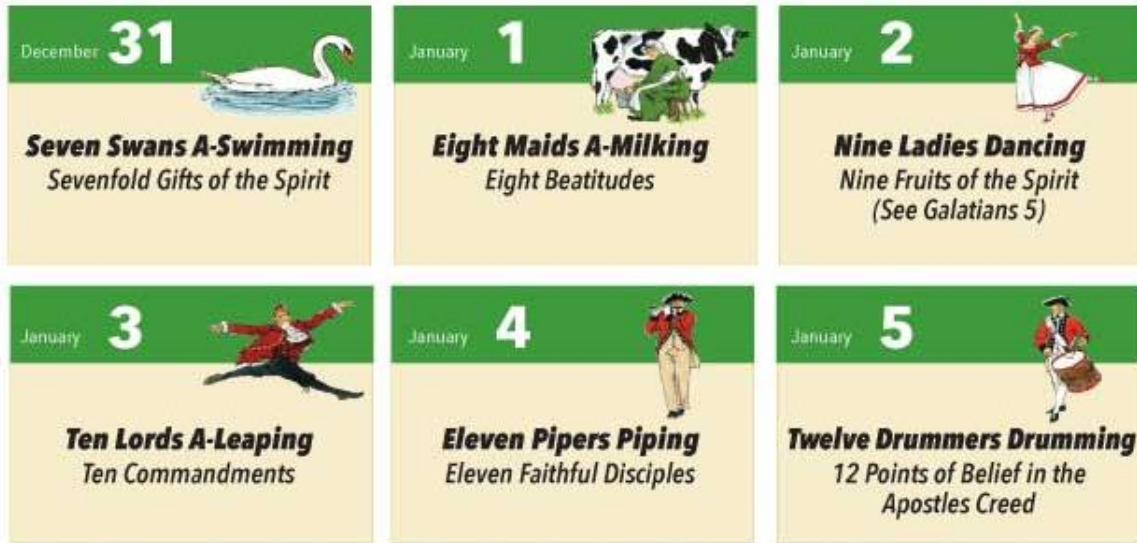 December 31
Seven Swans A-Swimming
Sevenfold Gifts of the Spirit
January 1
Eight Maids A-Milking
Eight Beatitudes
January 2
Nine Ladies Dancing
Nine Fruits of the Spirit
(See Galatians 5)
January 3
Ten Lords A-Leaping
Ten Commandments
January 4
Eleven Pipers Piping
Eleven Faithful Disciples
January 5
Twelve Drummers Drumming
12 Points of Belief in the
Apostles Creed